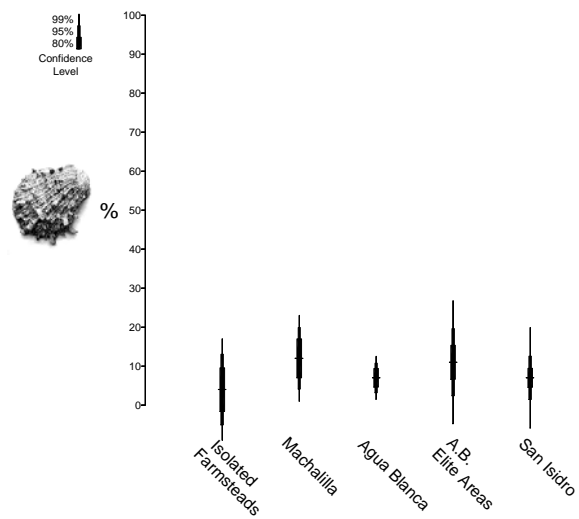 99%
95%
80%
Confidence
Level
100
90
80
70
60
50
40
30
20
10
0
%
Isolated
Farmsteads
Machalilla
Agua Blanca
A.B.
Elite Areas
San Isidro